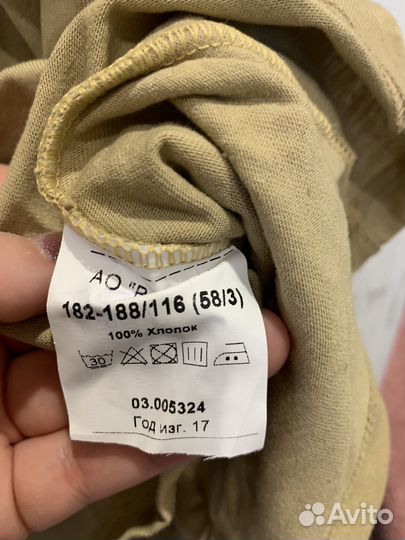 АО "Р
182-188/116 (58/3)
100% Хлопок
30
03.005324
Год изг. 17
Avito